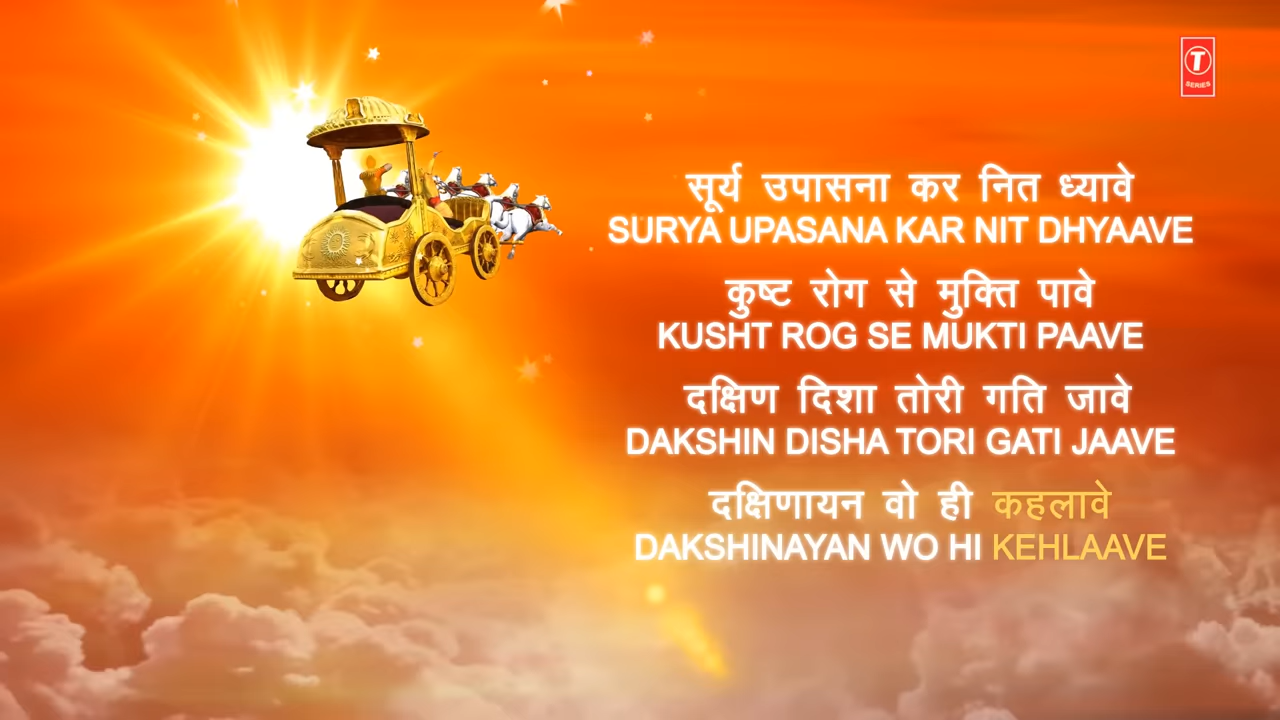 T
SERIES
सूर्य उपासना कर नित ध्यावे
SURYA UPASANA KAR NIT DHYAAVE
कुष्ट रोग से मुक्ति पावे
KUSHT ROG SE MUKTI PAAVE
दक्षिण दिशा तोरी गति जावे
DAKSHIN DISHA TORI GATI JAAVE
दक्षिणायन वो ही कहलावे
DAKSHINAYAN WO HI KEHLAAVE